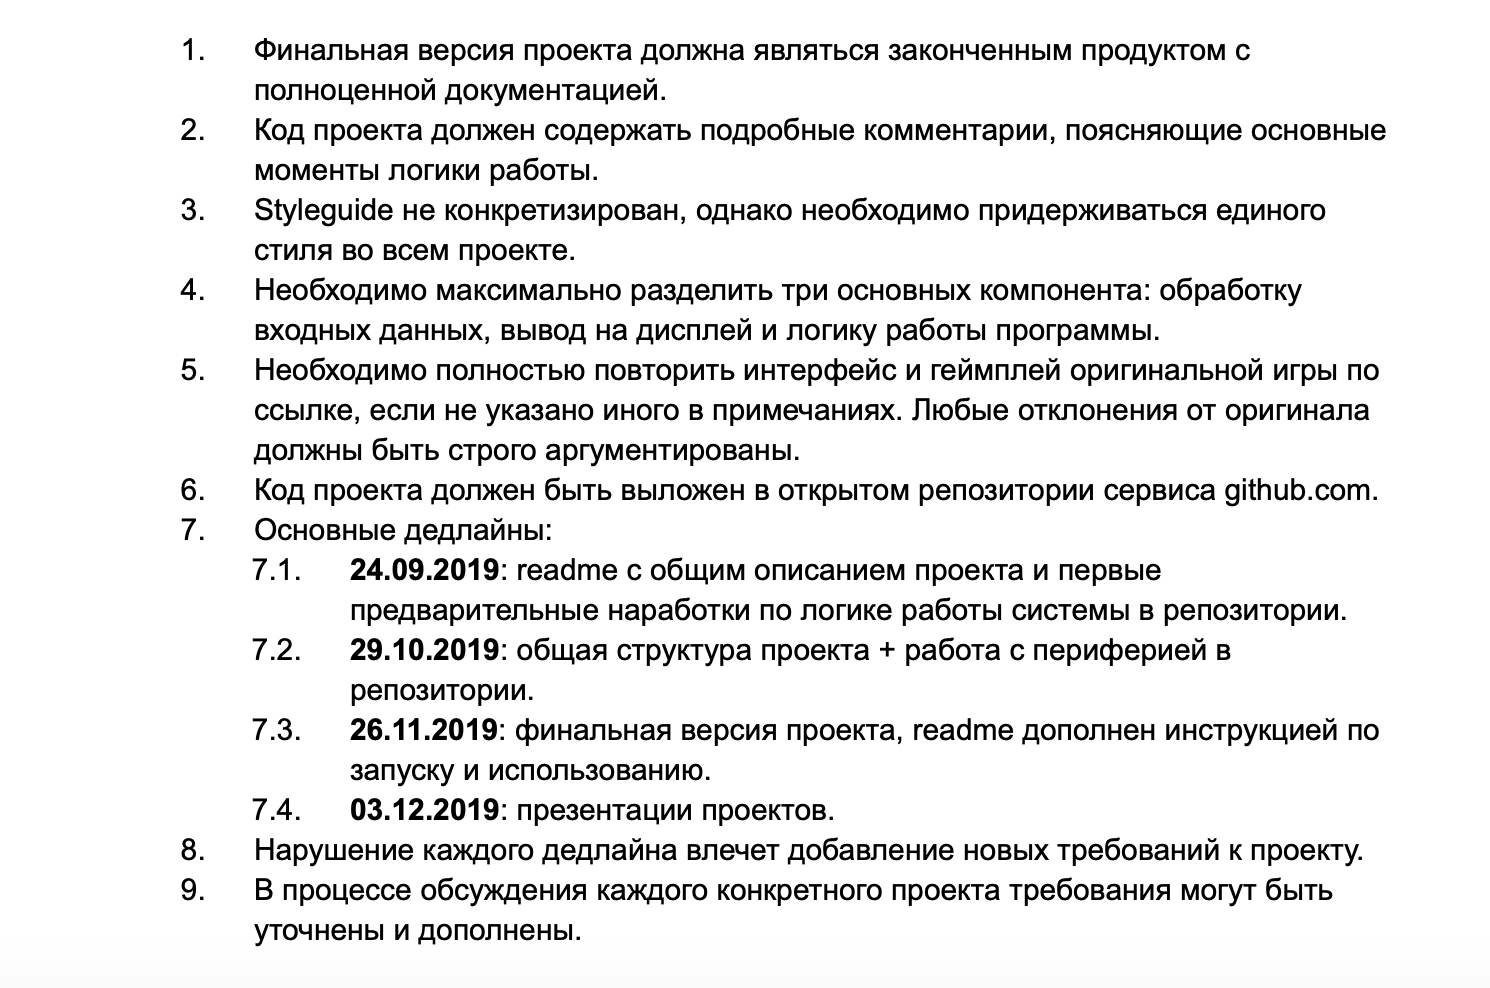 1. Финальная версия проекта должна являться законченным продуктом с
полноценной документацией.
2. Код проекта должен содержать подробные комментарии, поясняющие основные
моменты логики работы.
3. Styleguide не конкретизирован, однако необходимо придерживаться единого
стиля во всем проекте.
4. Необходимо максимально разделить три основных компонента: обработку
входных данных, вывод на дисплей и логику работы программы.
5. Необходимо полностью повторить интерфейс и геймплей оригинальной игры по
ссылке, если не указано иного в примечаниях. Любые отклонения от оригинала
должны быть строго аргументированы.
6. Код проекта должен быть выложен в открытом репозитории сервиса github.com.
7. Основные дедлайны:
7.1. 24.09.2019: readme с общим описанием проекта и первые
предварительные наработки по логике работы системы в репозитории.
7.2. 29.10.2019: общая структура проекта + работа с периферией в
репозитории.
7.3. 26.11.2019: финальная версия проекта, readme дополнен инструкцией по
запуску и использованию.
7.4. 03.12.2019: презентации проектов.
8. Нарушение каждого дедлайна влечет добавление новых требований к проекту.
9. В процессе обсуждения каждого конкретного проекта требования могут быть
уточнены и дополнены.